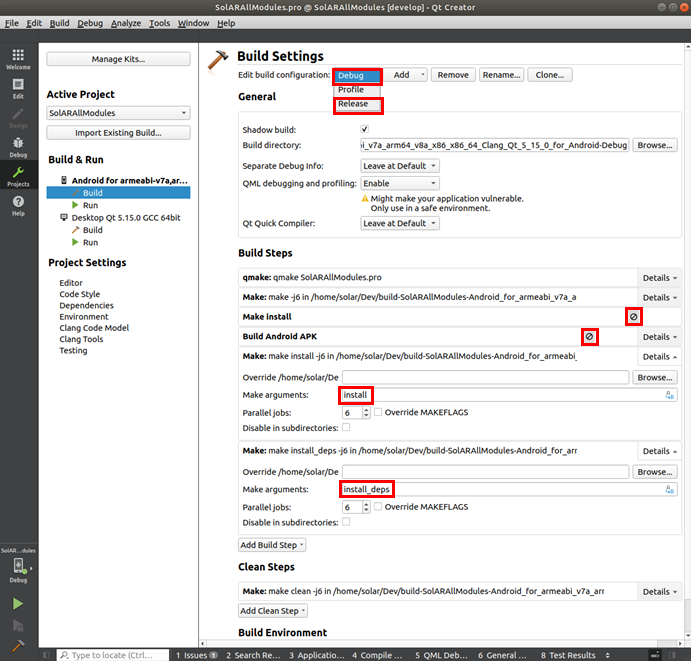 SolARAllModules.pro @ SolARAllModules [develop] - Qt Creator
File Edit Build Debug Analyze Tools Window Help
Welcome
Edit
Design
Debug
Projects
Help
SolAR...dules
Debug
Manage Kits...
Active Project
SolARAllModules
Import Existing Build...
Build & Run
Android for armeabi-v7a,ar...
Build
Run
Desktop Qt 5.15.0 GCC 64bit
Build
Run
Project Settings
Editor
Code Style
Dependencies
Environment
Clang Code Model
Clang Tools
Testing
Build Settings
Edit build configuration: Debug Add Remove Rename... Clone...
Profile
Release
General
Shadow build:
Build directory: bi_v7a_arm64_v8a_x86_x86_64_Clang_Qt_5_15_0_for_Android-Debug Browse...
Separate Debug Info: Leave at Default
QML debugging and profiling: Enable
Might make your application vulnerable.
Only use in a safe environment.
Qt Quick Compiler: Leave at Default
Build Steps
qmake: qmake SolARAllModules.pro Details
Make: make -j6 in /home/solar/Dev/build-SolARAllModules-Android_for_armeabi_v7a_a Details
Make install
Build Android APK Details
Make: make install -j6 in /home/solar/Dev/build-SolARAllModules-Android_for_armeabi_ Details
Override /home/solar/De Browse...
Make arguments: install
Parallel jobs: 6 Override MAKEFLAGS
Disable in subdirectories:
Make: make install_deps -j6 in /home/solar/Dev/build-SolARAllModules-Android_for_arr Details
Override /home/solar/De Browse...
Make arguments: install_deps
Parallel jobs: 6 Override MAKEFLAGS
Disable in subdirectories:
Add Build Step
Clean Steps
Make: make clean -j6 in /home/solar/Dev/build-SolARAllModules-Android_for_armeabi_v7a_arr Details
Add Clean Step
Build Environment
Type to locate (Ctrl... 1 Issues 1 2 Search Re... 3 Applicatio... 4 Compile ... 5 QML Deb... 6 General ... 8 Test Results